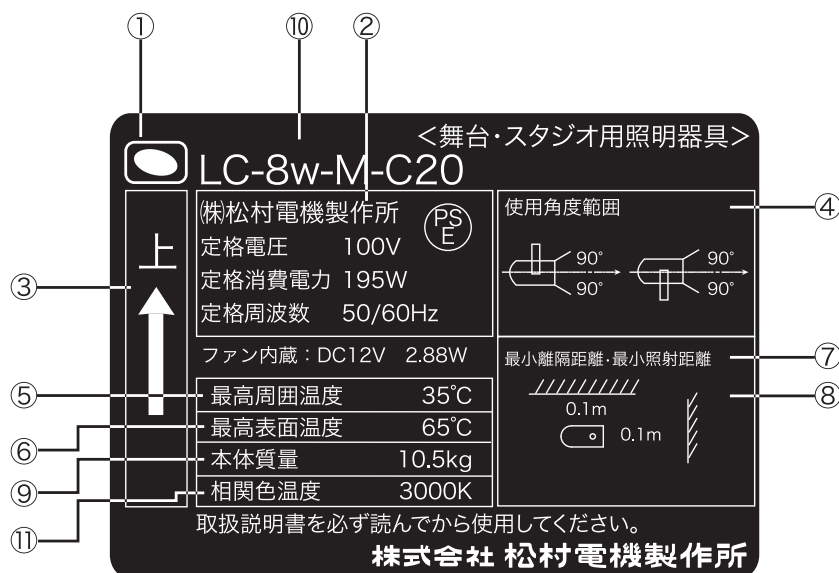 ① ⑩ ②
<舞台・スタジオ用照明器具>
LC-8w-M-C20
㈱松村電機製作所
PS
E
定格電圧 100V
定格消費電力 195W
定格周波数 50/60Hz
ファン内蔵：DC12V 2.88W
③
上
使用角度範囲
④
90°
90°
90°
90°
最小離隔距離・最小照射距離
⑦
⑧
0.1m
0.1m
⑤ 最高周囲温度 35℃
⑥ 最高表面温度 65℃
⑨ 本体質量 10.5kg
⑪ 相関色温度 3000K
取扱説明書を必ず読んでから使用してください。
株式会社 松村電機製作所